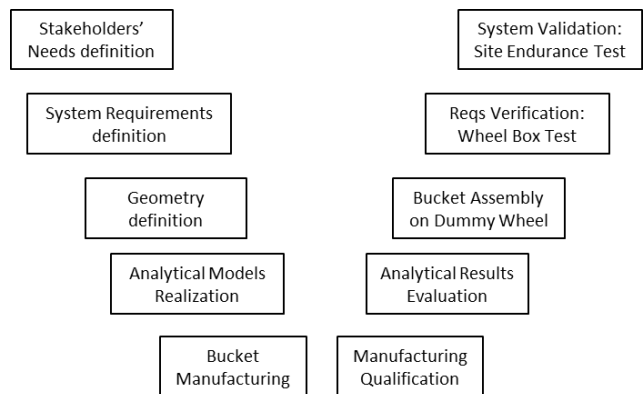 Stakeholders’
Needs definition
System Validation:
Site Endurance Test
System Requirements
definition
Reqs Verification:
Wheel Box Test
Geometry
definition
Bucket Assembly
on Dummy Wheel
Analytical Models
Realization
Analytical Results
Evaluation
Bucket
Manufacturing
Manufacturing
Qualification